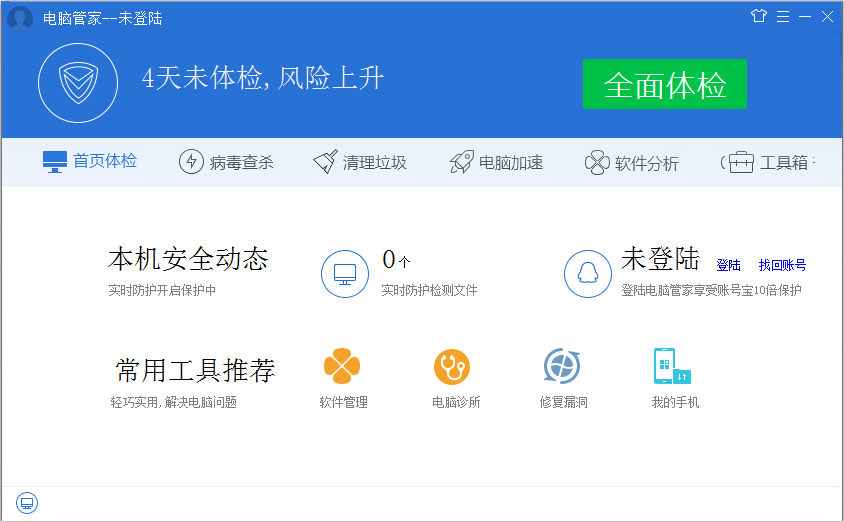 电脑管家--未登陆
4天未体检,风险上升
全面体检
首页体检 病毒查杀 清理垃圾 电脑加速 软件分析 工具箱
本机安全动态
实时防护开启保护中
0个
实时防护检测文件
未登陆 登陆 找回账号
登陆电脑管家享受账号宝10倍保护
常用工具推荐
轻巧实用,解决电脑问题
软件管理 电脑诊所 修复漏洞 我的手机